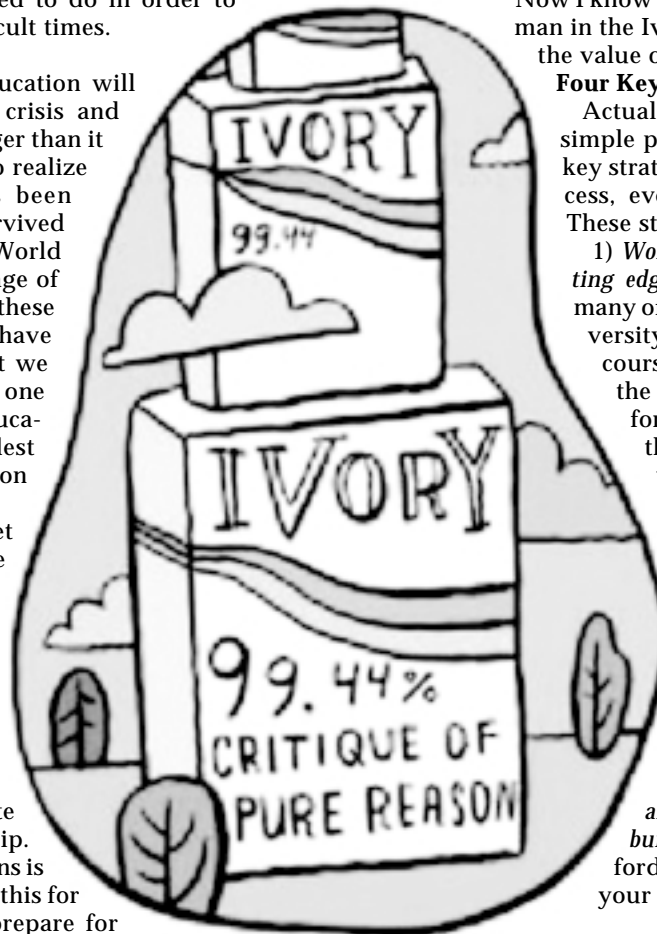 ed to do in order to
cult times.
ucation will
crisis and
ger than it
o realize
s been
rvived
World
ge of
these
have
t we
one
uca-
lest
on
et
e
te
ip.
ns is
this for
prepare for
IVORY
99.44
IVORY
99.44%
CRITIQUE OF
PURE REASON
Now I know
man in the Iv
the value o
Four Key
Actual
simple p
key strat
cess, eve
These st
1) Wor
ting edg
many o
versity
cours
the
for
th
a
bu
ford
your